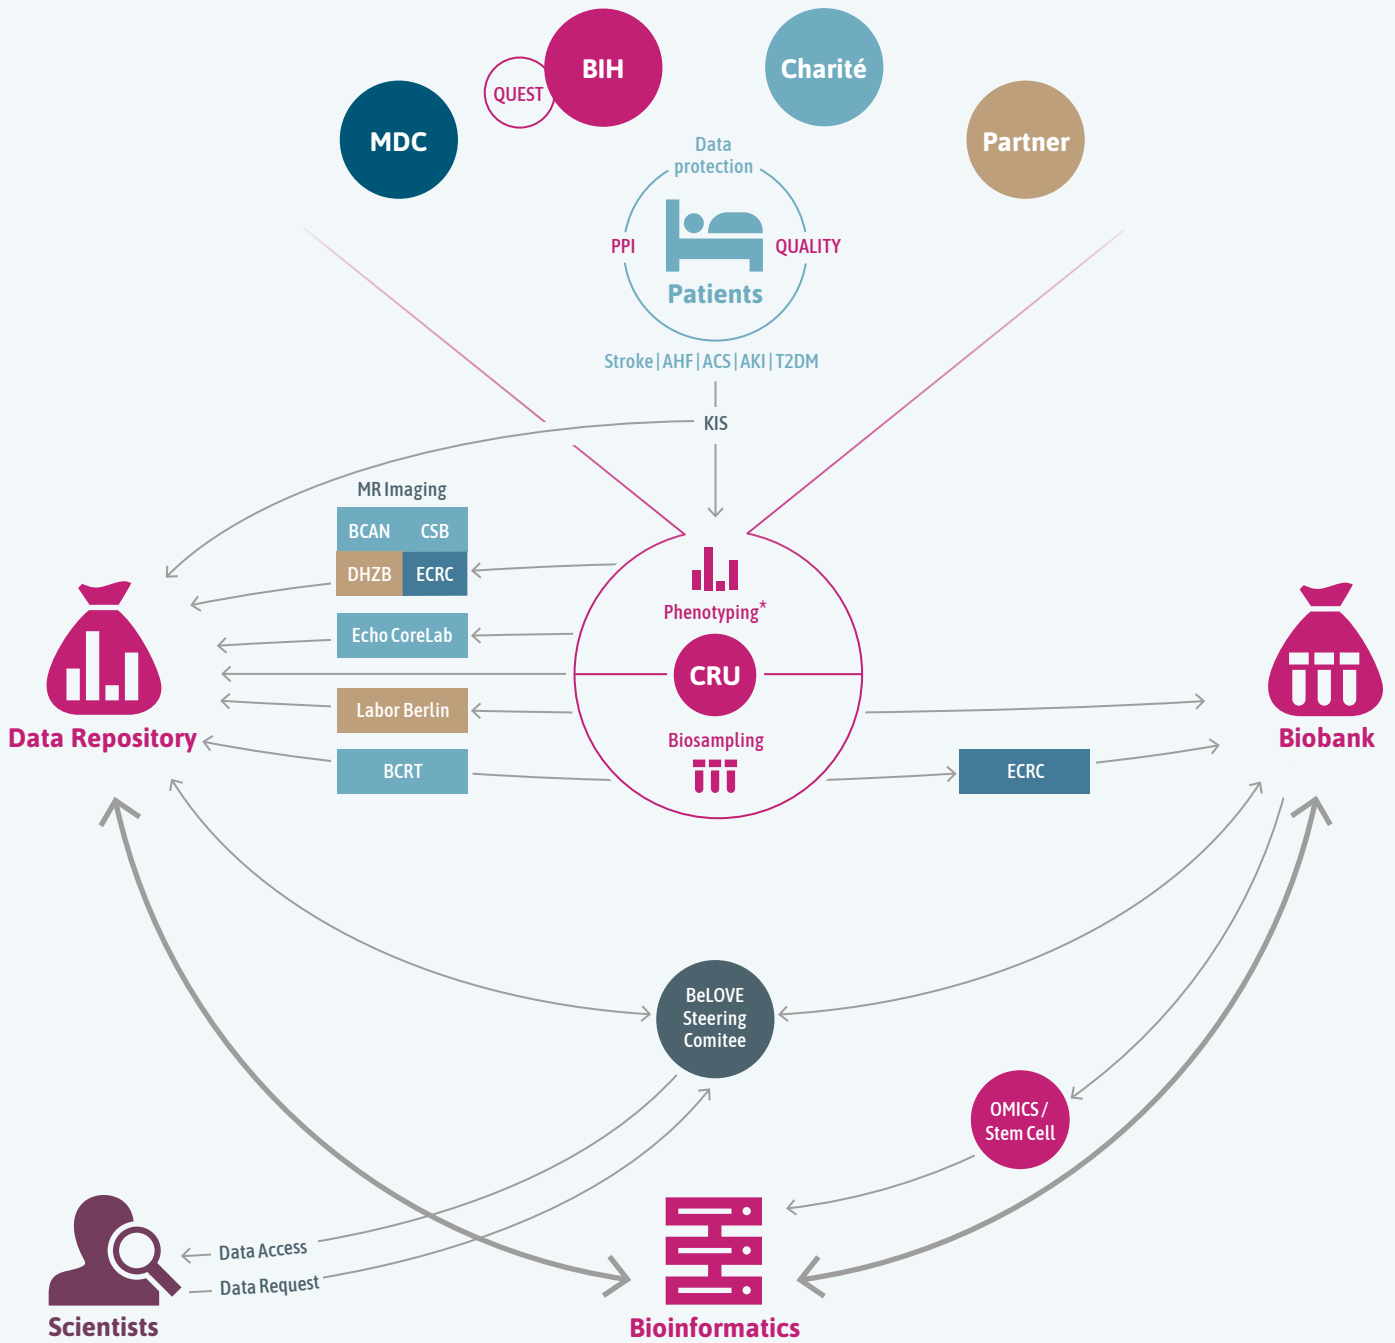 BIH
Charité
QUEST
MDC
Partner
Data
protection
PPI
QUALITY
Patients
Stroke | AHF | ACS | AKI | T2DM
KIS
MR Imaging
BCAN
CSB
DHZB
ECRC
Phenotyping*
Echo CoreLab
CRU
Labor Berlin
Biosampling
BCRT
ECRC
Data Repository
Biobank
BeLOVE
Steering
Comitee
OMICS /
Stem Cell
Data Access
Data Request
Scientists
Bioinformatics